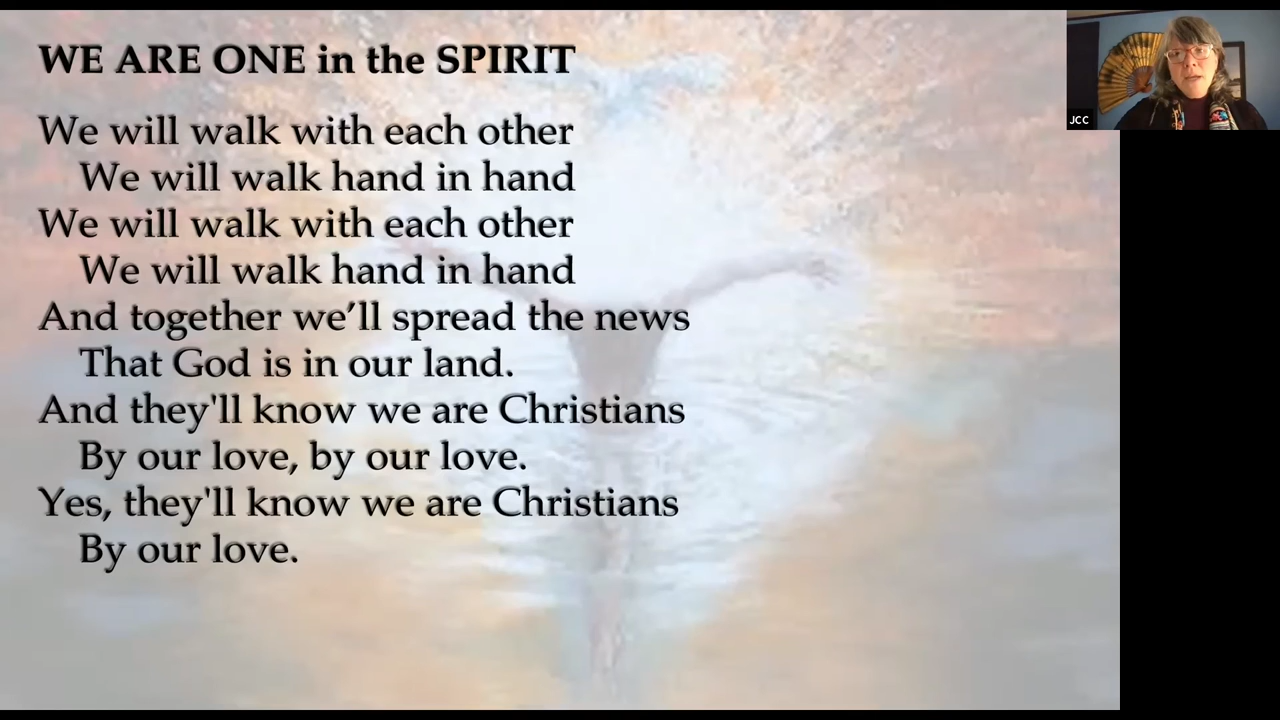 WE ARE ONE in the SPIRIT
We will walk with each other
We will walk hand in hand
We will walk with each other
We will walk hand in hand
And together we’ll spread the news
That God is in our land.
And they'll know we are Christians
By our love, by our love.
Yes, they'll know we are Christians
By our love.
JCC